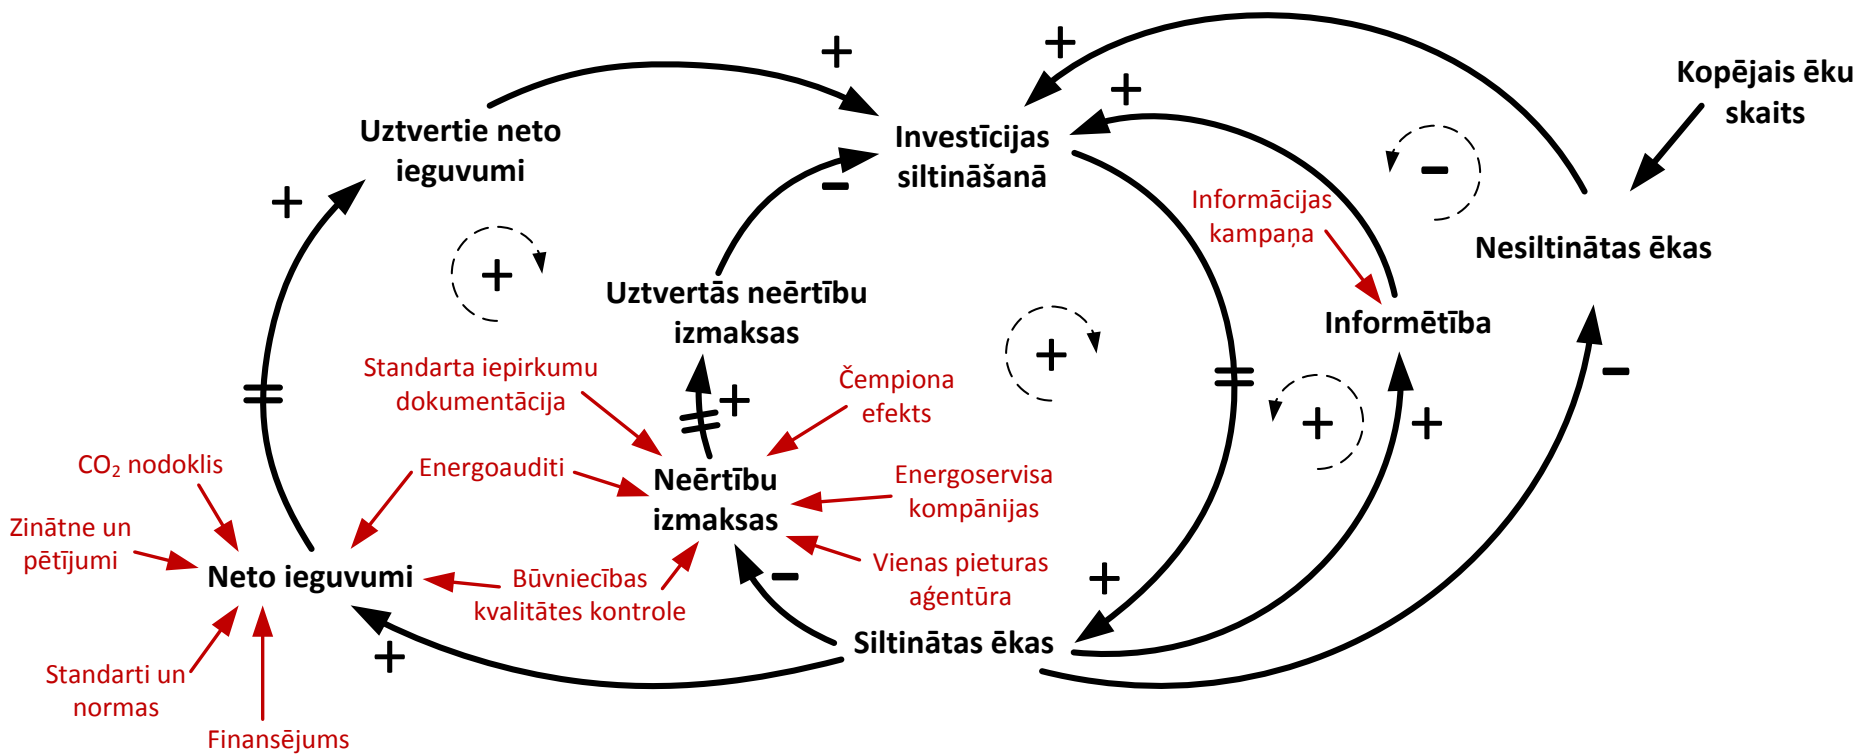 Kopējais ēku
skaits
Uztvertie neto
ieguvumi
Investīcijas
siltināšanā
Informācijas
kampaņa
Nesiltinātas ēkas
Uztvertās neērtību
izmaksas
Informētība
Standarta iepirkumu
dokumentācija
Čempiona
efekts
CO₂ nodoklis
Energoauditi
Neērtību
izmaksas
Energoservisa
kompānijas
Zinātne un
pētījumi
Neto ieguvumi
Būvniecības
kvalitātes kontrole
Vienas pieturas
aģentūra
Siltinātas ēkas
Standarti un
normas
Finansējums